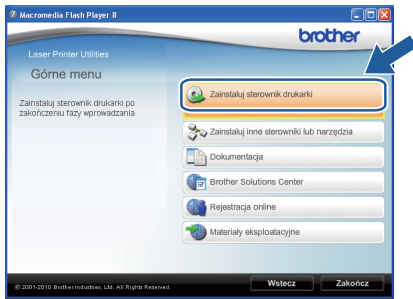 Macromedia Flash Player 8
brother
Laser Printer Utilities
Górne menu
Zainstaluj sterownik drukarki po
zakończeniu fazy wprowadzania
Zainstaluj sterownik drukarki
Zainstaluj inne sterowniki lub narzędzia
Dokumentacja
Brother Solutions Center
Rejestracja online
Materiały eksploatacyjne
© 2001-2010 Brother Industries, Ltd. All Rights Reserved.
Wstecz
Zakończ